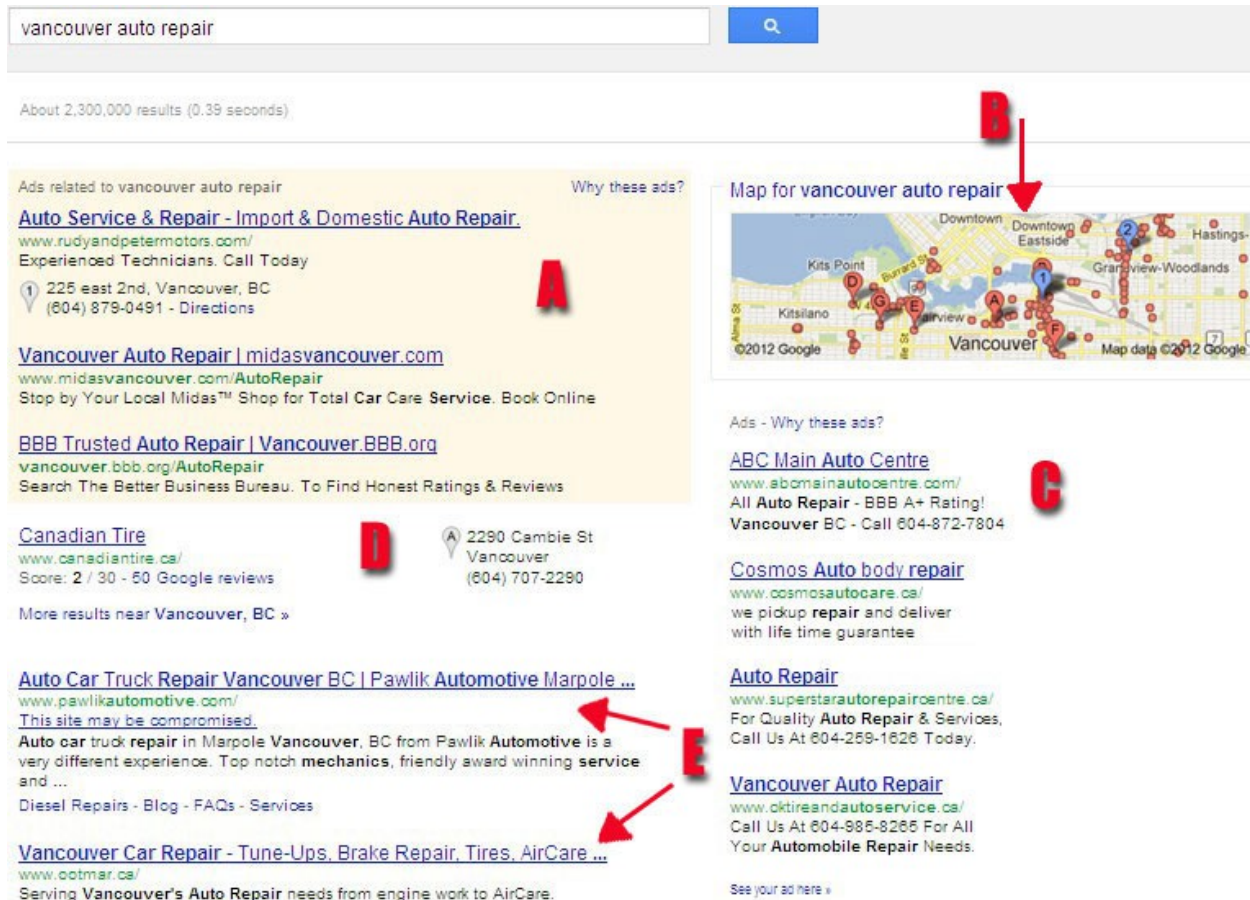 vancouver auto repair
About 2,300,000 results (0.39 seconds)
B
Ads related to vancouver auto repair
Why these ads?
Auto Service & Repair - Import & Domestic Auto Repair.
www.rudyandpetermotors.com/
Experienced Technicians. Call Today
1 225 east 2nd, Vancouver, BC
(604) 879-0491 - Directions
A
Vancouver Auto Repair | midasvancouver.com
www.midasvancouver.com/AutoRepair
Stop by Your Local Midas™ Shop for Total Car Care Service. Book Online
BBB Trusted Auto Repair | Vancouver.BBB.org
vancouver.bbb.org/AutoRepair
Search The Better Business Bureau. To Find Honest Ratings & Reviews
Canadian Tire
www.canadiantire.ca/
Score: 2 / 30 - 50 Google reviews
D
A 2290 Cambie St
Vancouver
(604) 707-2290
More results near Vancouver, BC »
Auto Car Truck Repair Vancouver BC | Pawlik Automotive Marpole ...
www.pawlikautomotive.com/
This site may be compromised.
Auto car truck repair in Marpole Vancouver, BC from Pawlik Automotive is a
very different experience. Top notch mechanics, friendly award winning service
and ...
Diesel Repairs - Blog - FAQs - Services
E
Vancouver Car Repair - Tune-Ups, Brake Repair, Tires, AirCare ...
www.ootmar.ca/
Serving Vancouver's Auto Repair needs from engine work to AirCare.
Map for vancouver auto repair
Downtown
Downtown
Eastside
2
Hastings-
Kits Point
Burrard St
Grandview-Woodlands
D
G
E
A
1
F
Kitsilano
Fairview
Alma St
Vancouver
7
©2012 Google
Map data ©2012 Google
Ads - Why these ads?
ABC Main Auto Centre
www.abcmainautocentre.com/
All Auto Repair - BBB A+ Rating!
Vancouver BC - Call 604-872-7804
C
Cosmos Auto body repair
www.cosmosautocare.ca/
we pickup repair and deliver
with life time guarantee
Auto Repair
www.superstarautorepaircentre.ca/
For Quality Auto Repair & Services,
Call Us At 604-259-1626 Today.
Vancouver Auto Repair
www.oktireandautoservice.ca/
Call Us At 604-985-8265 For All
Your Automobile Repair Needs.
See your ad here »